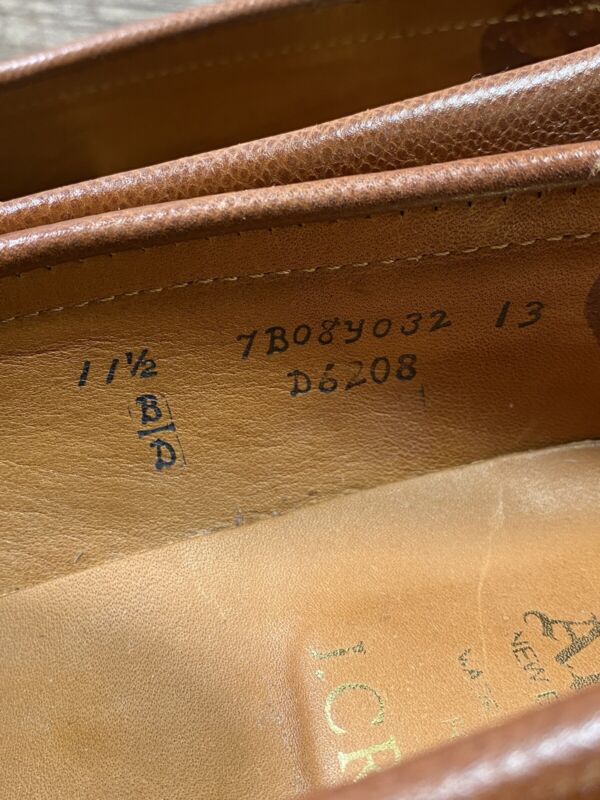 11½ 7B08Y032 13
B/D D6208
NEW
J.CR